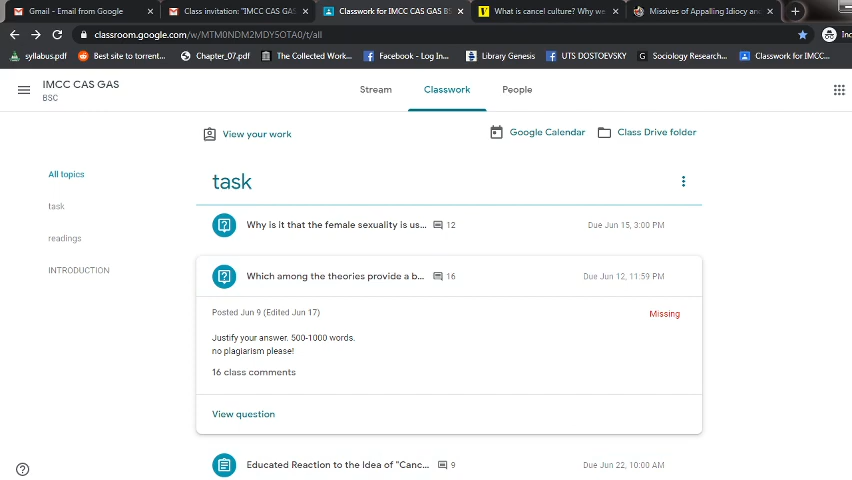 Gmail - Email from Google
Class invitation: "IMCC CAS GAS
Classwork for IMCC CAS GAS BS
What is cancel culture? Why we
Missives of Appalling Idiocy and
classroom.google.com/w/MTM0NDM2MDY5OTA0/t/all
Inc
syllabus.pdf
Best site to torrent...
Chapter_07.pdf
The Collected Work...
Facebook - Log In...
Library Genesis
UTS DOSTOEVSKY
Sociology Research...
Classwork for IMCC...
IMCC CAS GAS
BSC
Stream
Classwork
People
View your work
Google Calendar
Class Drive folder
All topics
task
readings
INTRODUCTION
task
Why is it that the female sexuality is us... 12 Due Jun 15, 3:00 PM
Which among the theories provide a b... 16 Due Jun 12, 11:59 PM
Posted Jun 9 (Edited Jun 17)
Missing
Justify your answer. 500-1000 words.
no plagiarism please!
16 class comments
View question
Educated Reaction to the Idea of "Canc... 9 Due Jun 22, 10:00 AM